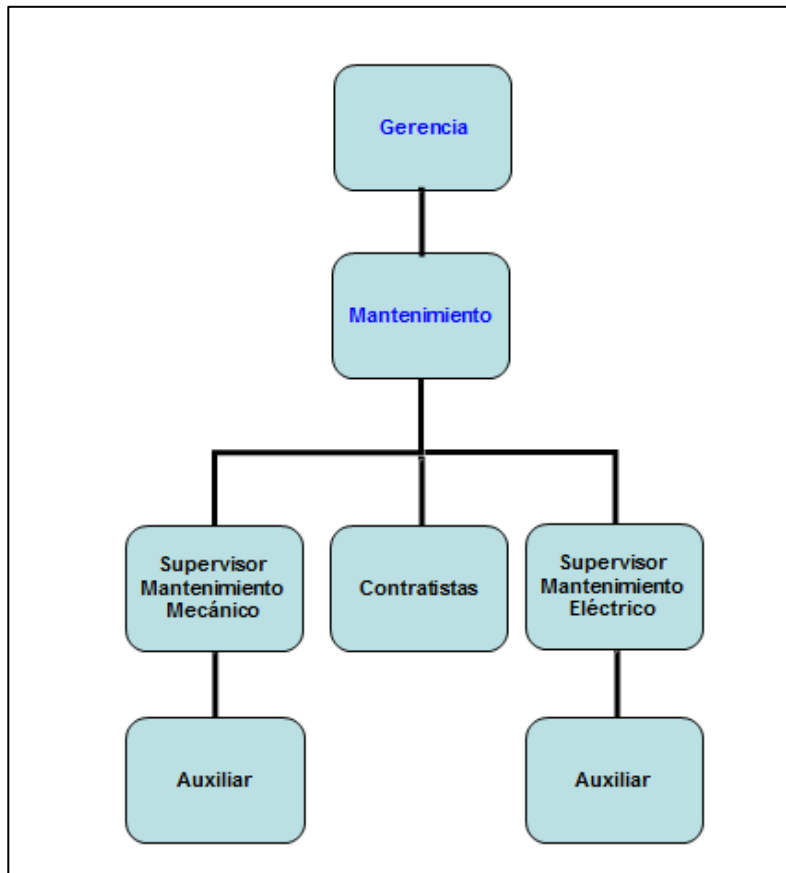 Gerencia
Mantenimiento
Supervisor
Mantenimiento
Mecánico
Contratistas
Supervisor
Mantenimiento
Eléctrico
Auxiliar
Auxiliar